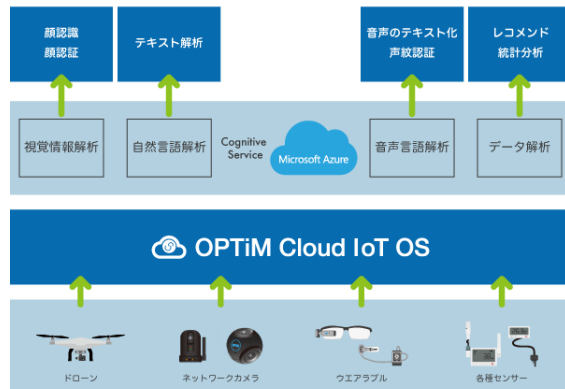 顔認識
顔認証
テキスト解析
音声のテキスト化
声紋認証
レコメンド
統計分析
視覚情報解析
自然言語解析
Cognitive
Service
Microsoft Azure
音声言語解析
データ解析
OPTiM Cloud IoT OS
ドローン
ネットワークカメラ
ウエアラブル
各種センサー